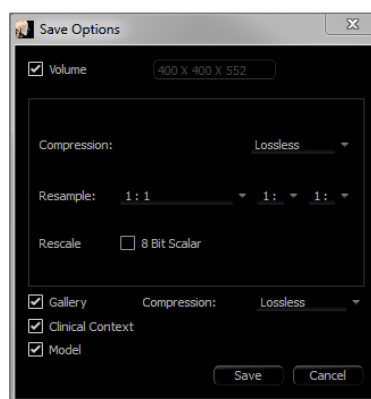 Save Options
Volume 400 X 400 X 552
Compression: Lossless
Resample: 1:1 1: 1:
Rescale 8 Bit Scalar
Gallery Compression: Lossless
Clinical Context
Model
Save Cancel